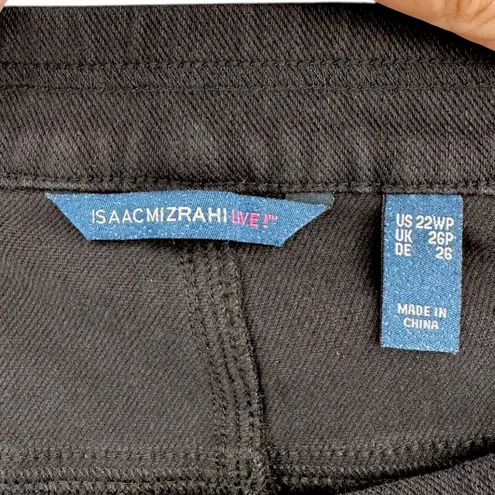 ISAACMIZRAHI LIVE!™
US 22WP
UK 26P
DE 26
MADE IN
CHINA